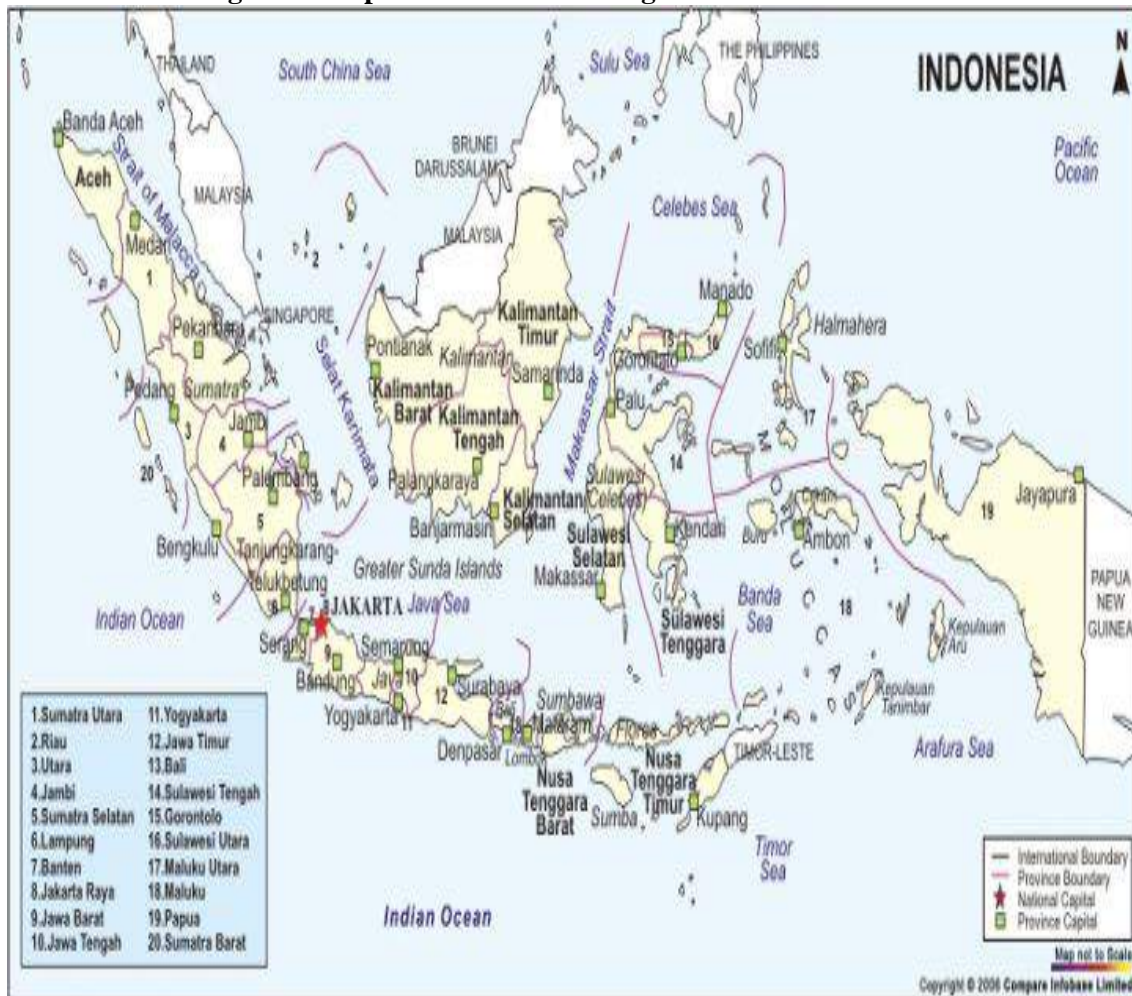 THAILAND
South China Sea
Sulu Sea
THE PHILIPPINES
INDONESIA
N
Banda Aceh
Aceh
Strait of Malacca
BRUNEI
DARUSSALAM
Pacific
Ocean
MALAYSIA
Celebes Sea
Medan
1
2
MALAYSIA
SINGAPORE
Manado
Kalimantan
Timur
Makassar Strait
Halmahera
Pekanbaru
Selat Karimata
Pontianak
Kalimantan
15
16
Gorontalo
Sofifi
Padang
Sumatra
Samarinda
Kalimantan
Barat
Kalimantan
Tengah
Palu
17
3
4
Jambi
14
20
Palembang
Palangkaraya
Sulawesi
(Celebes)
19
Jayapura
5
Kalimantan
Selatan
Banjarmasin
Buru
Ambon
Kendari
Bengkulu
Tanjungkarang-
Telukbetung
Sulawesi
Selatan
Makassar
Greater Sunda Islands
PAPUA
NEW
GUINEA
Indian Ocean
JAKARTA
Java Sea
Banda
Sea
18
Sulawesi
Tenggara
Kepulauan
Aru
Serang
9
Semarang
Bandung
Java
10
12
Surabaya
Yogyakarta
11
Sumbawa
Mataram
Flores
Kepulauan
Tanimbar
Denpasar
Lombok
TIMOR-LESTE
Arafura Sea
Nusa
Tenggara
Barat
Nusa
Tenggara
Timur
Sumba
Kupang
Timor
Sea
Indian Ocean
1.Sumatra Utara 11.Yogyakarta
2.Riau 12.Jawa Timur
3.Utara 13.Bali
4.Jambi 14.Sulawesi Tengah
5.Sumatra Selatan 15.Gorontolo
6.Lampung 16.Sulawesi Utara
7.Banten 17.Maluku Utara
8.Jakarta Raya 18.Maluku
9.Jawa Barat 19.Papua
10.Jawa Tengah 20.Sumatra Barat
International Boundary
Province Boundary
National Capital
Province Capital
Map not to Scale
Copyright © 2006 Compare Infobase Limited